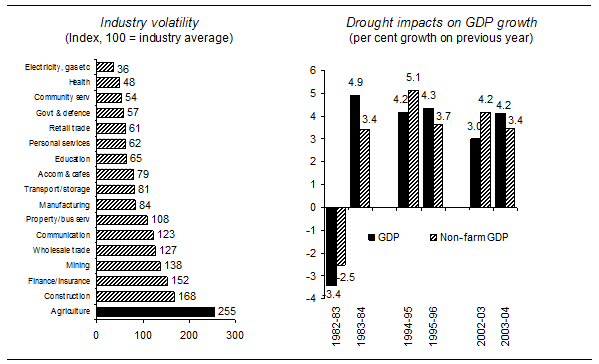 Industry volatility
(Index, 100 = industry average)
Electricity, gas etc 36
Health 48
Community serv 54
Govt & defence 57
Retail trade 61
Personal services 62
Education 65
Accom & cafes 79
Transport/storage 81
Manufacturing 84
Property/bus serv 108
Communication 123
Wholesale trade 127
Mining 138
Finance/insurance 152
Construction 168
Agriculture 255
0 100 200 300
Drought impacts on GDP growth
(per cent growth on previous year)
6
5
4
3
2
1
0
-1
-2
-3
-4
4.9
3.4
4.2
5.1
4.3
3.7
3.0
4.2
4.2
3.4
GDP
Non-farm GDP
-3.4
-2.5
1982-83
1983-84
1994-95
1995-96
2002-03
2003-04